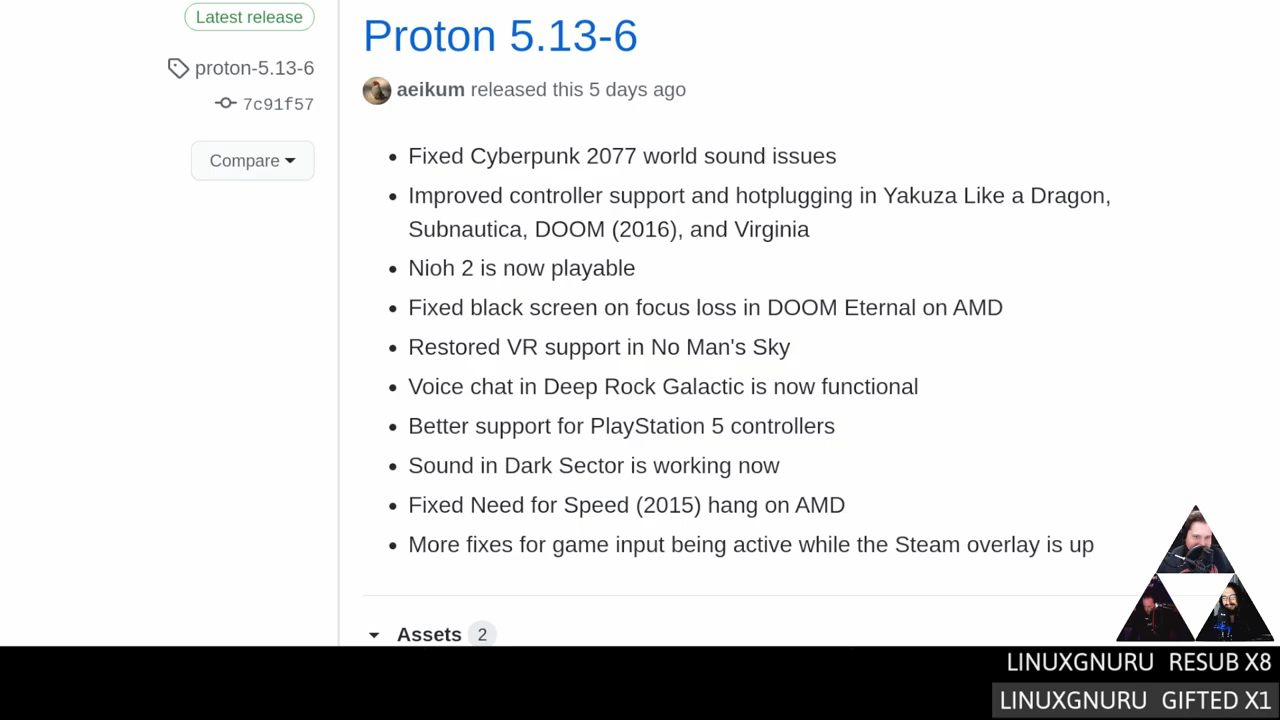 Latest release
proton-5.13-6
7c91f57
Compare
Proton 5.13-6
aeikum released this 5 days ago
Fixed Cyberpunk 2077 world sound issues
Improved controller support and hotplugging in Yakuza Like a Dragon,
Subnautica, DOOM (2016), and Virginia
Nioh 2 is now playable
Fixed black screen on focus loss in DOOM Eternal on AMD
Restored VR support in No Man's Sky
Voice chat in Deep Rock Galactic is now functional
Better support for PlayStation 5 controllers
Sound in Dark Sector is working now
Fixed Need for Speed (2015) hang on AMD
More fixes for game input being active while the Steam overlay is up
Assets 2
LINUXGNURU RESUB X8
LINUXGNURU GIFTED X1